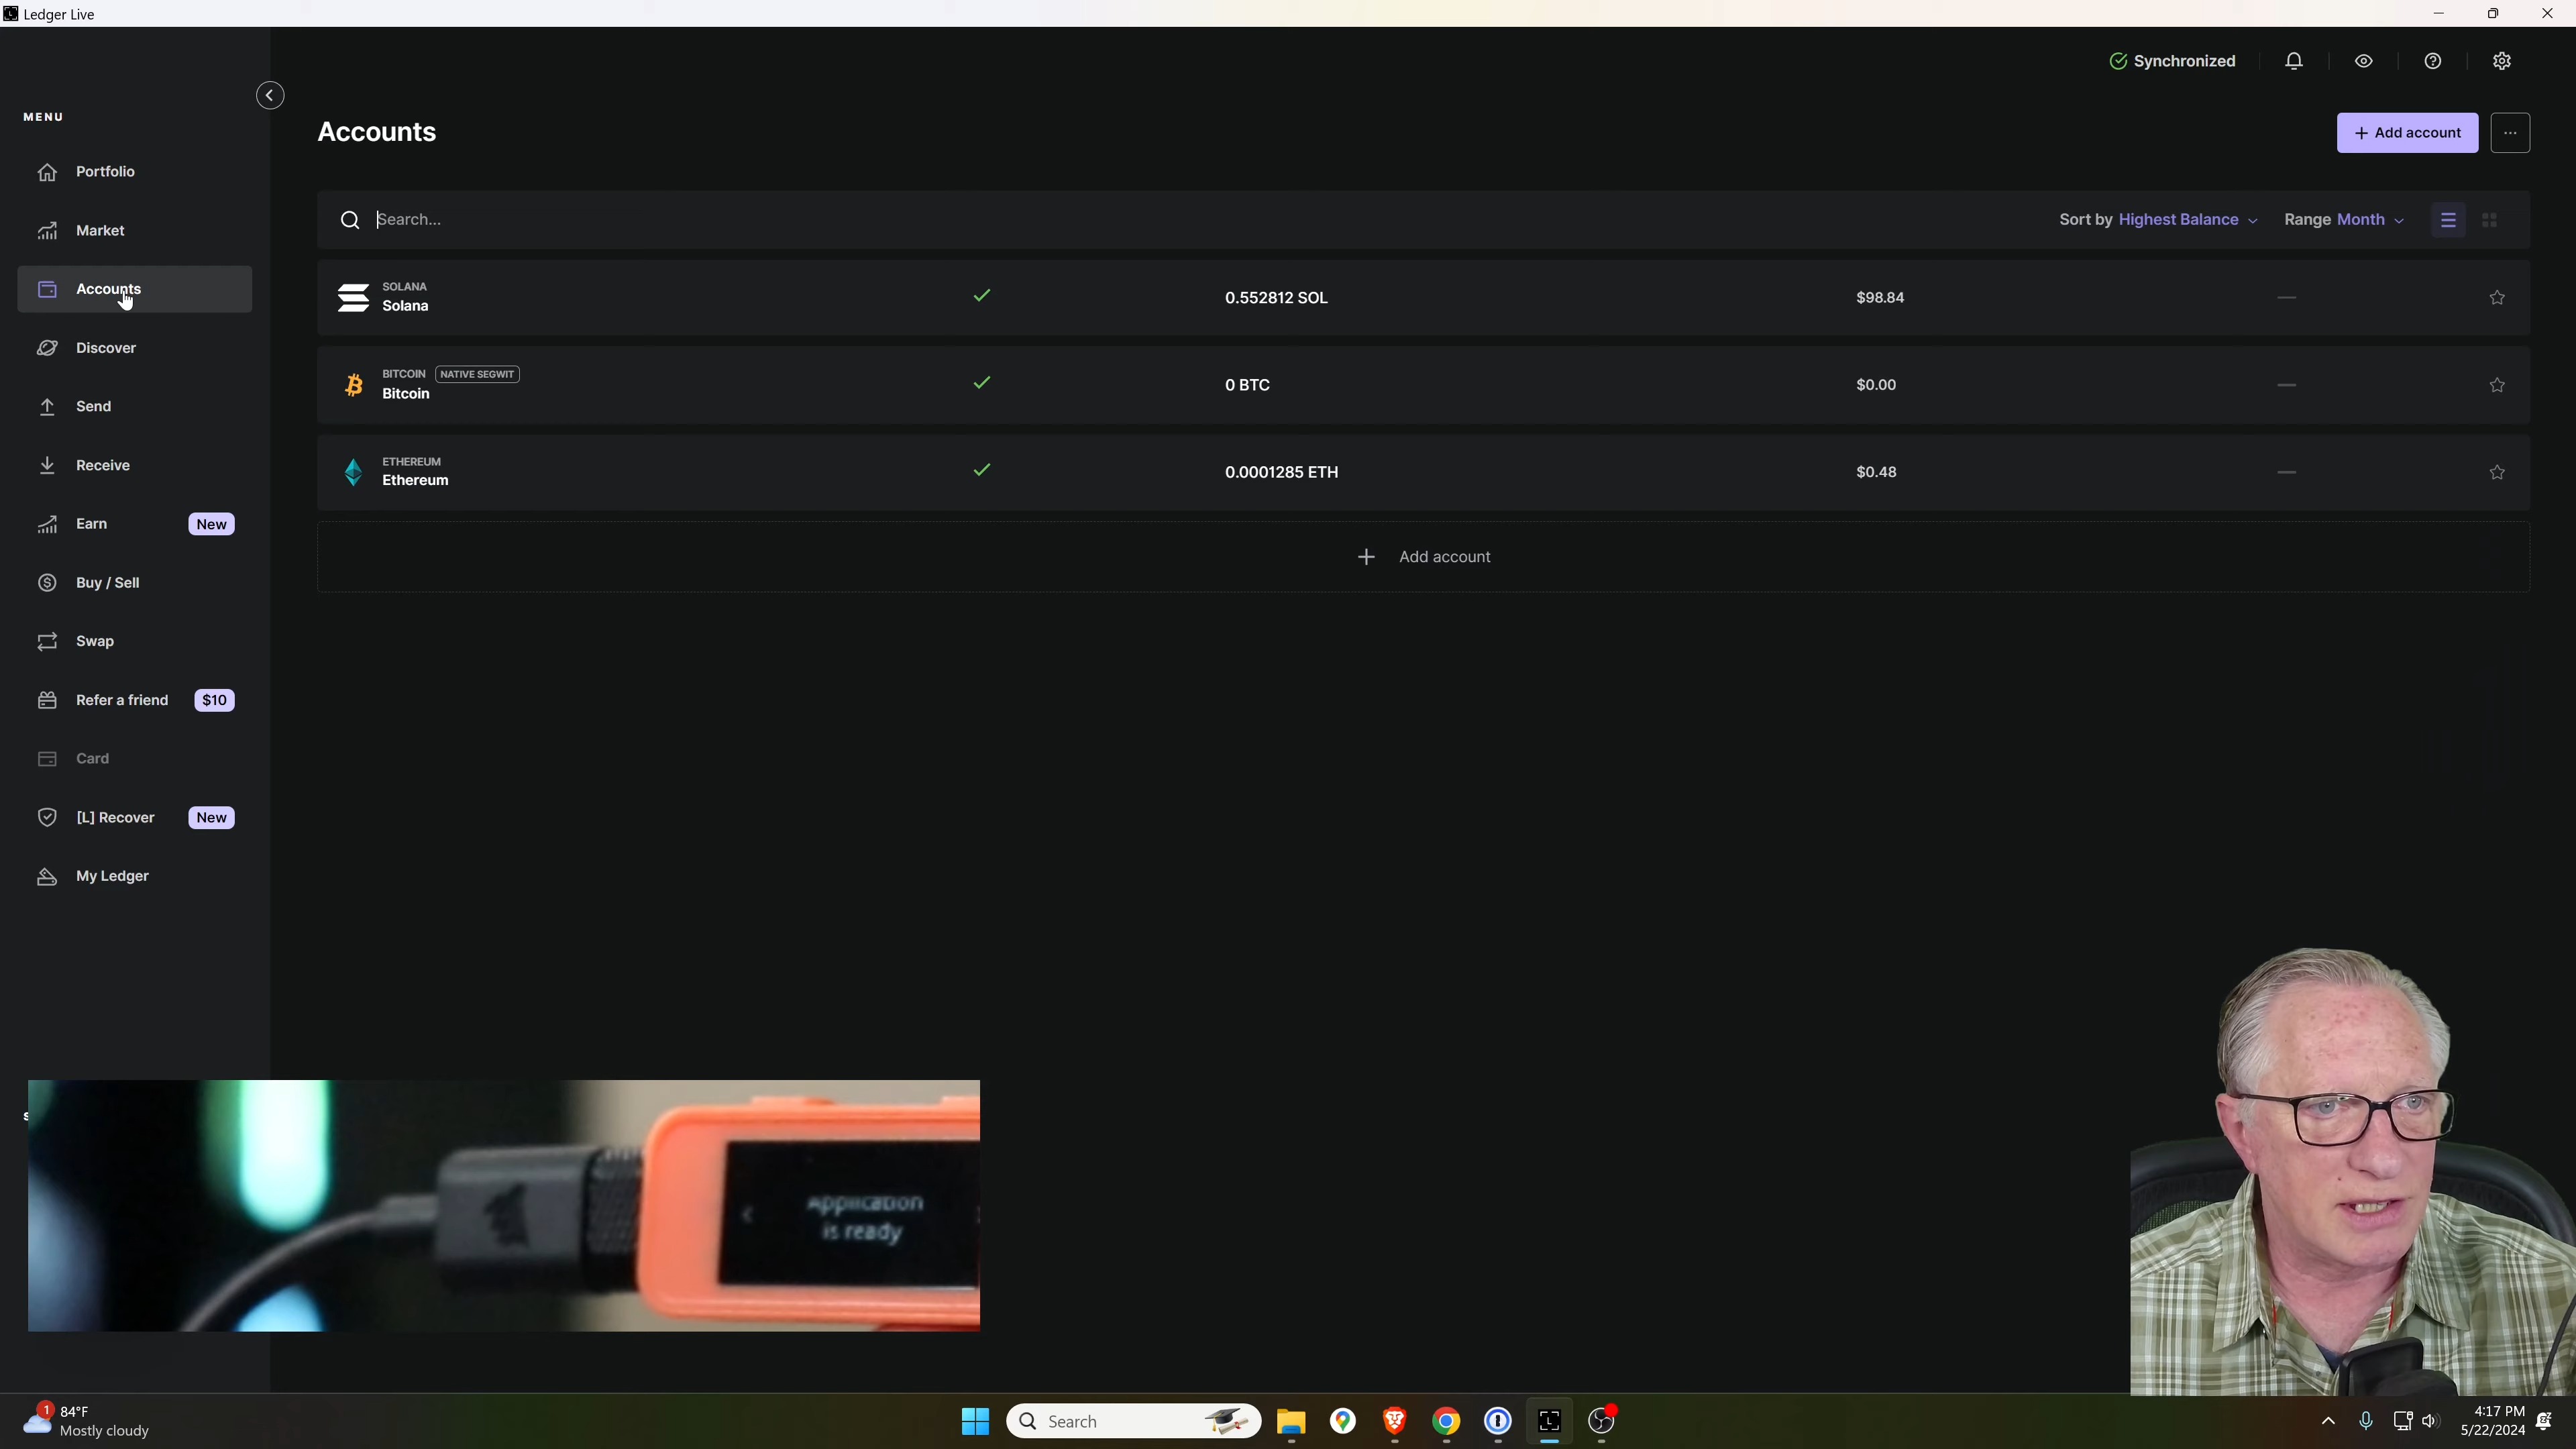 Ledger Live
Synchronized
MENU
Accounts
+ Add account
...
Portfolio
Market
Accounts
Discover
Send
Receive
Earn New
Buy / Sell
Swap
Refer a friend $10
Card
[L] Recover New
My Ledger
Search...
Sort by Highest Balance
Range Month
SOLANA
Solana
0.552812 SOL
$98.84
BITCOIN NATIVE SEGWIT
Bitcoin
0 BTC
$0.00
ETHEREUM
Ethereum
0.0001285 ETH
$0.48
+ Add account
Application
is ready
1
84°F
Mostly cloudy
Search
4:17 PM
5/22/2024